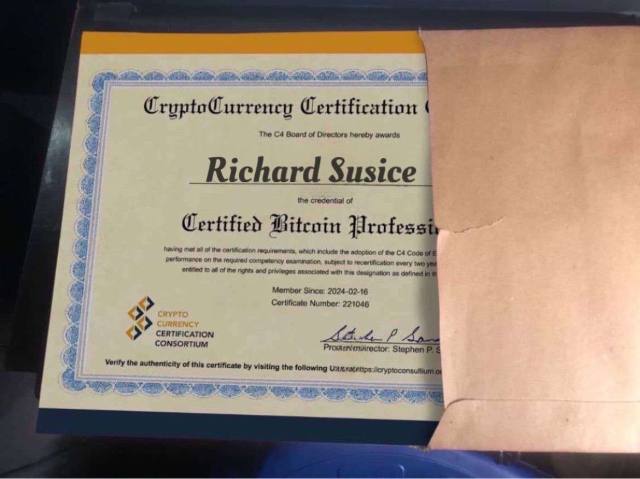 CryptoCurrency Certification
The C4 Board of Directors hereby awards
Richard Susice
the credential of
Certified Bitcoin Professi
having met all of the certification requirements, which include the adoption of the C4 Code of E
performance on the required competency examination, subject to recertification every two yea
entitled to all of the rights and privileges associated with this designation as defined in th
Member Since: 2024-02-16
Certificate Number: 221046
CRYPTO
CURRENCY
CERTIFICATION
CONSORTIUM
Stephen P. S
Verify the authenticity of this certificate by visiting the following